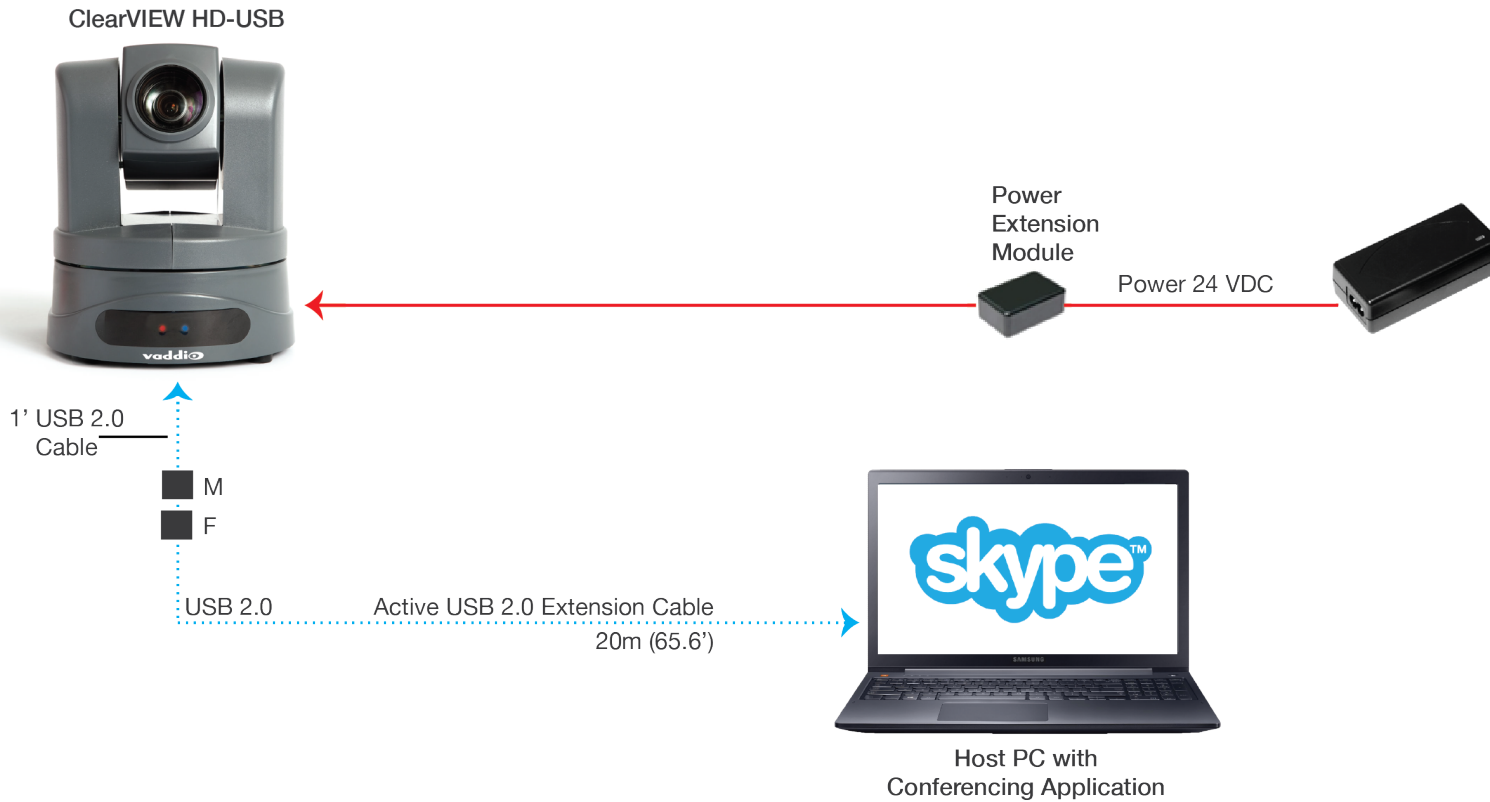 ClearVIEW HD-USB
Power
Extension
Module
Power 24 VDC
vaddio
1’ USB 2.0
Cable
M
F
USB 2.0
Active USB 2.0 Extension Cable
20m (65.6’)
skype™
SAMSUNG
Host PC with
Conferencing Application